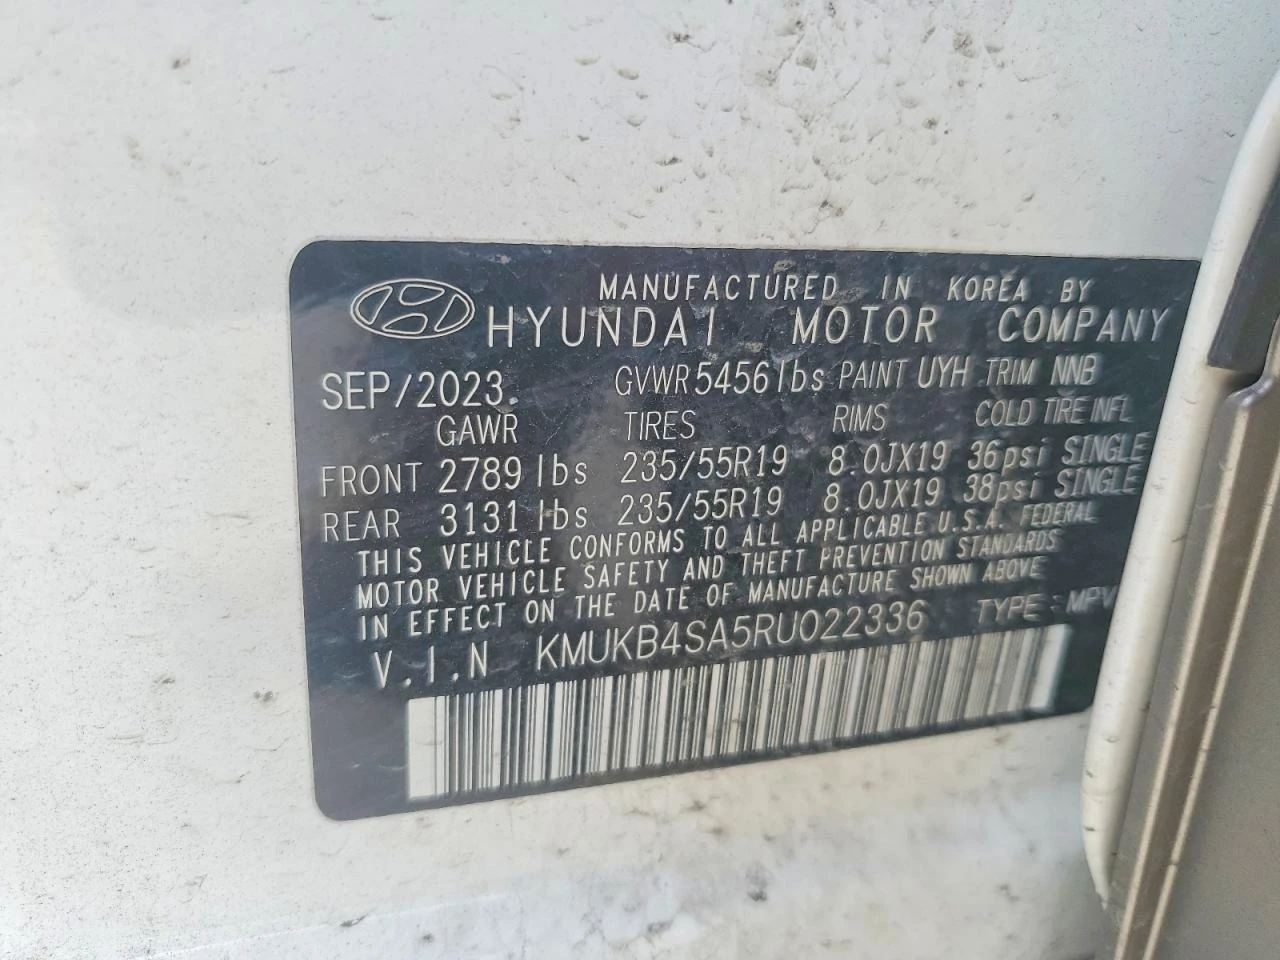 MANUFACTURED IN KOREA BY
HYUNDAI MOTOR COMPANY
SEP/2023 GVWR 5456 lbs PAINT UYH TRIM NNB
GAWR TIRES RIMS COLD TIRE INFL
FRONT 2789 lbs 235/55R19 8.0JX19 36psi SINGLE
REAR 3131 lbs 235/55R19 8.0JX19 38psi SINGLE
THIS VEHICLE CONFORMS TO ALL APPLICABLE U.S.A. FEDERAL
MOTOR VEHICLE SAFETY AND THEFT PREVENTION STANDARDS
IN EFFECT ON THE DATE OF MANUFACTURE SHOWN ABOVE
V.I.N KMUKB4SA5RU022336 TYPE : MPV